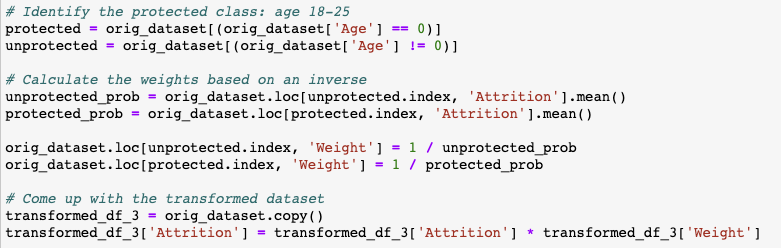 # Identify the protected class: age 18-25
protected = orig_dataset[(orig_dataset['Age'] == 0)]
unprotected = orig_dataset[(orig_dataset['Age'] != 0)]
# Calculate the weights based on an inverse
unprotected_prob = orig_dataset.loc[unprotected.index, 'Attrition'].mean()
protected_prob = orig_dataset.loc[protected.index, 'Attrition'].mean()
orig_dataset.loc[unprotected.index, 'Weight'] = 1 / unprotected_prob
orig_dataset.loc[protected.index, 'Weight'] = 1 / protected_prob
# Come up with the transformed dataset
transformed_df_3 = orig_dataset.copy()
transformed_df_3['Attrition'] = transformed_df_3['Attrition'] * transformed_df_3['Weight']